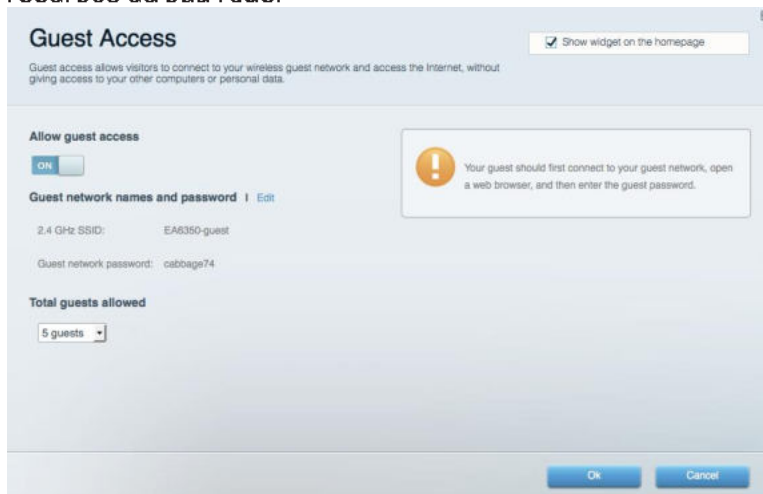 Guest Access
Show widget on the homepage
Guest access allows visitors to connect to your wireless guest network and access the Internet, without
giving access to your other computers or personal data.
Allow guest access
ON
Your guest should first connect to your guest network, open
a web browser, and then enter the guest password.
Guest network names and password | Edit
2.4 GHz SSID: EA6350-guest
Guest network password: cabbage74
Total guests allowed
5 guests
Ok
Cancel